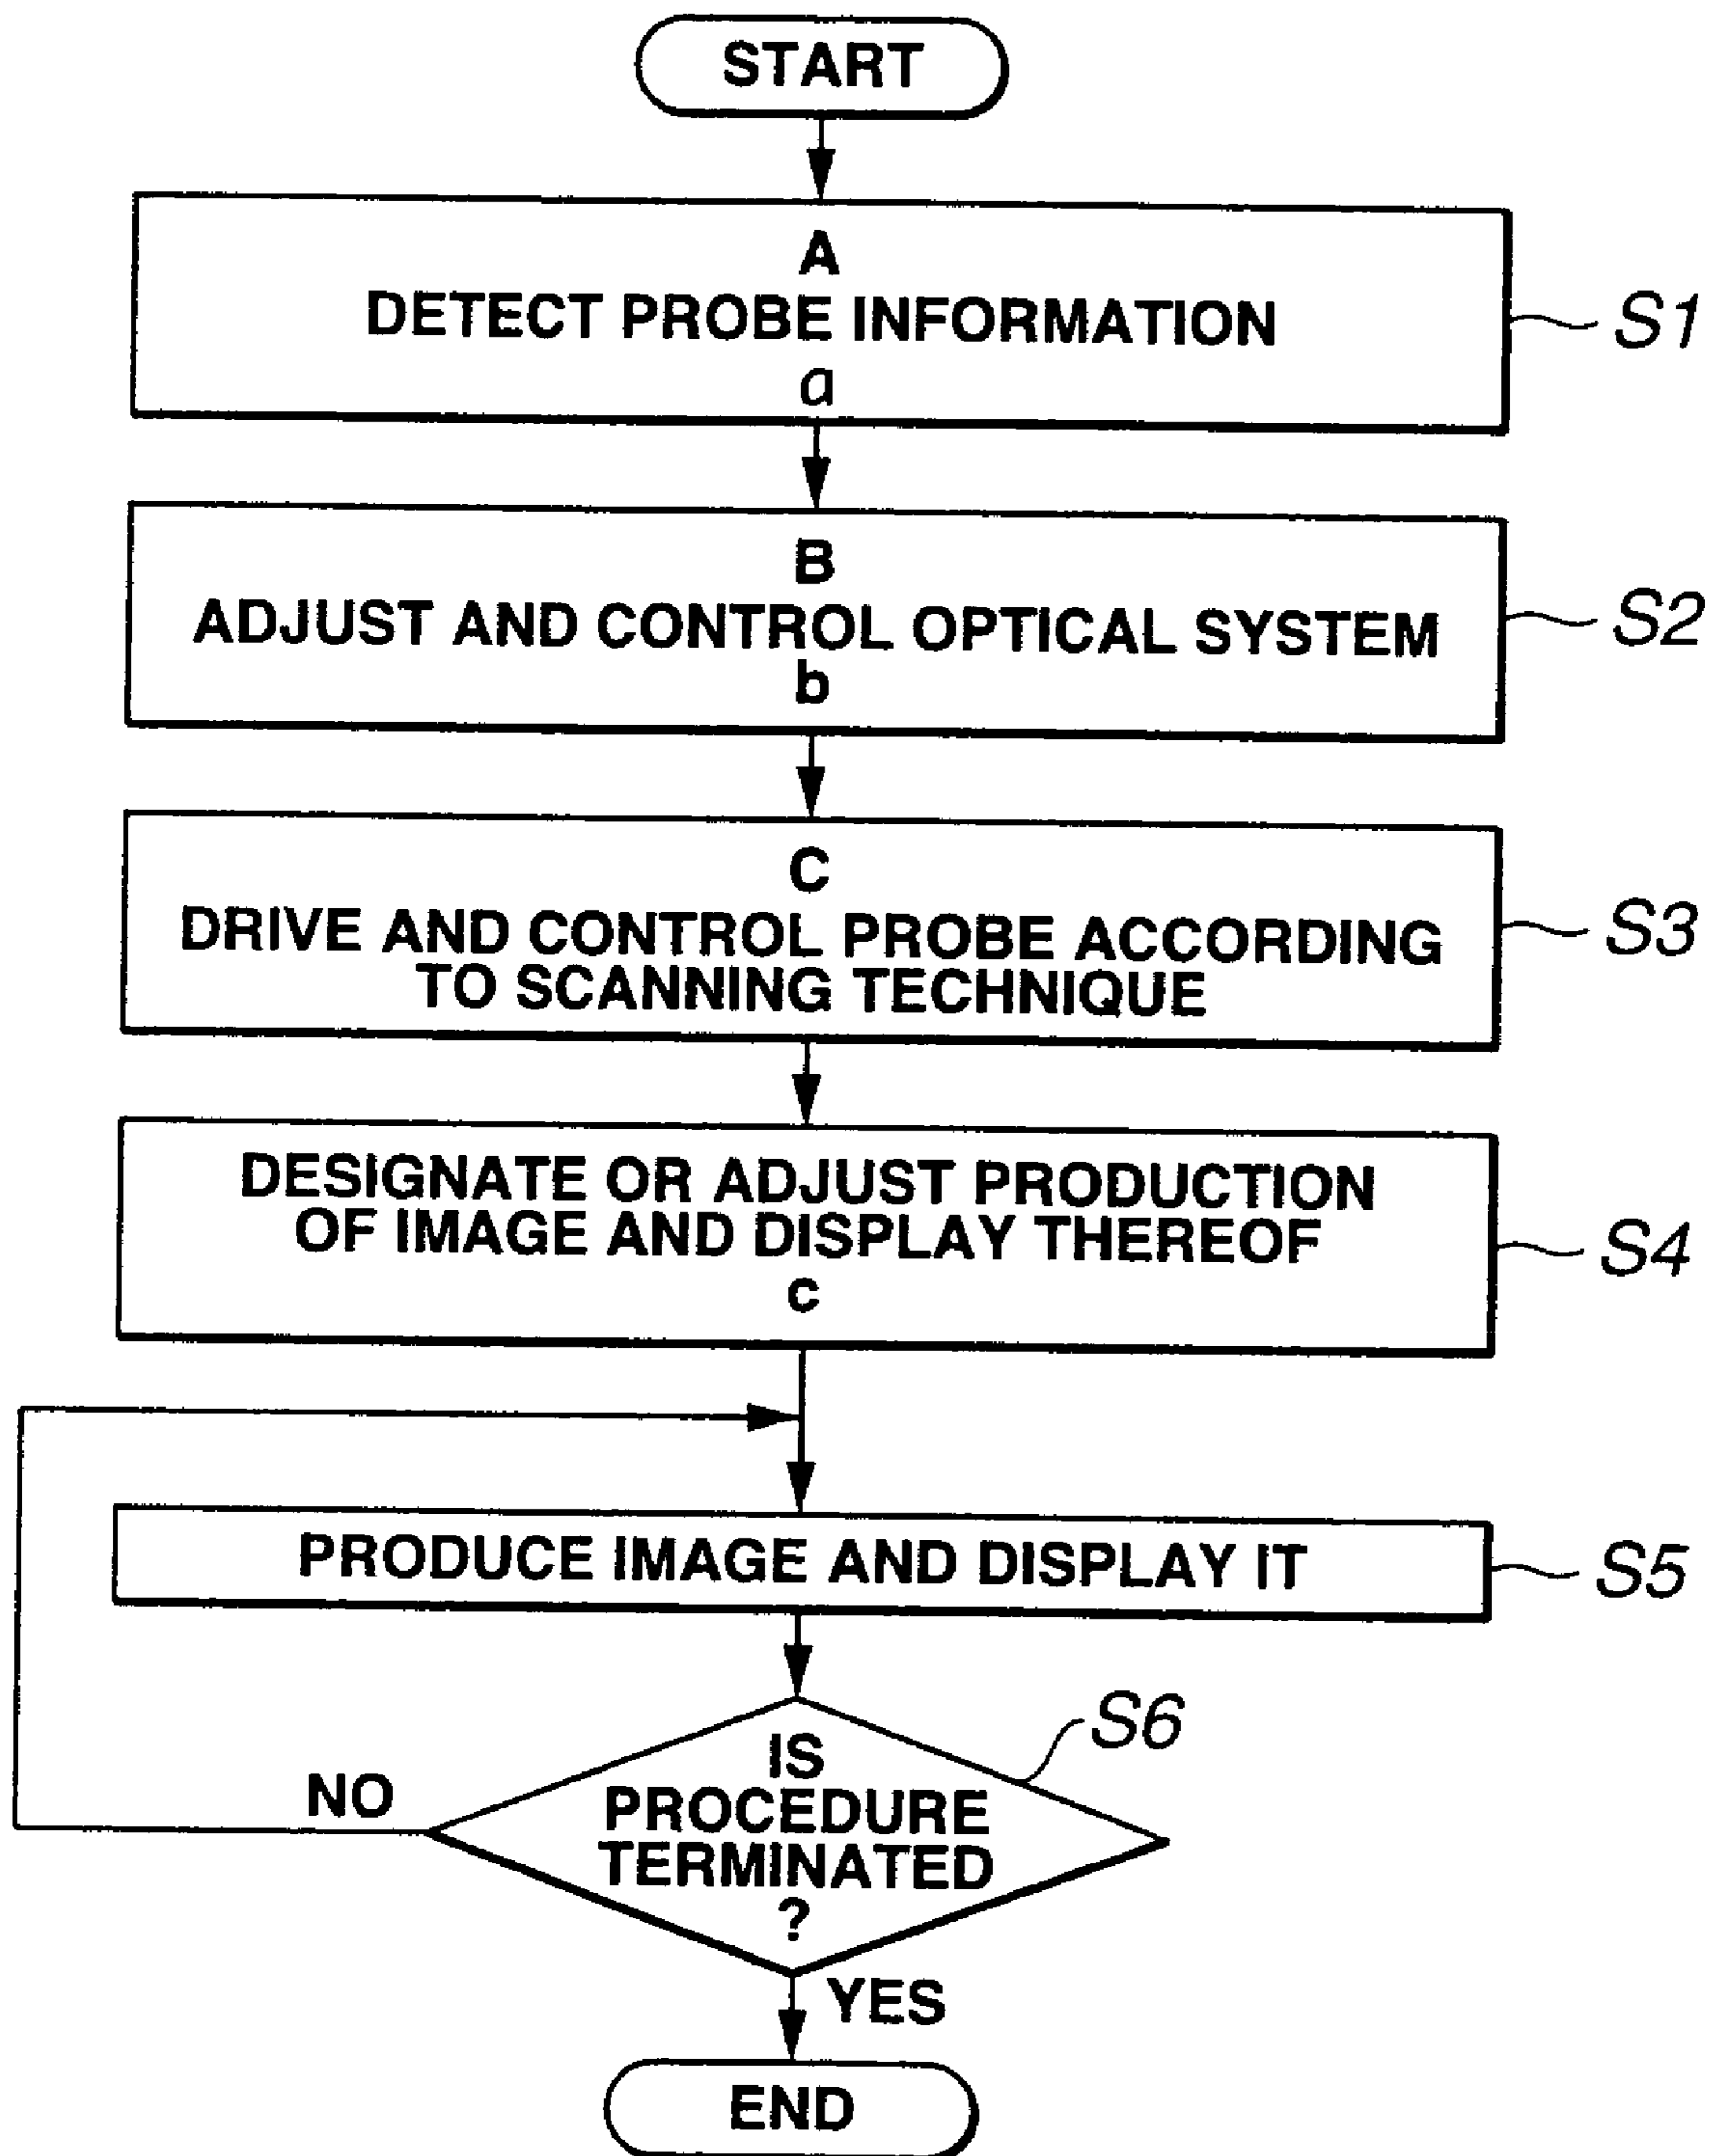 START
A
DETECT PROBE INFORMATION
a
S1
B
ADJUST AND CONTROL OPTICAL SYSTEM
b
S2
C
DRIVE AND CONTROL PROBE ACCORDING
TO SCANNING TECHNIQUE
S3
DESIGNATE OR ADJUST PRODUCTION
OF IMAGE AND DISPLAY THEREOF
c
S4
PRODUCE IMAGE AND DISPLAY IT
S5
S6
IS
PROCEDURE
TERMINATED
?
NO
YES
END